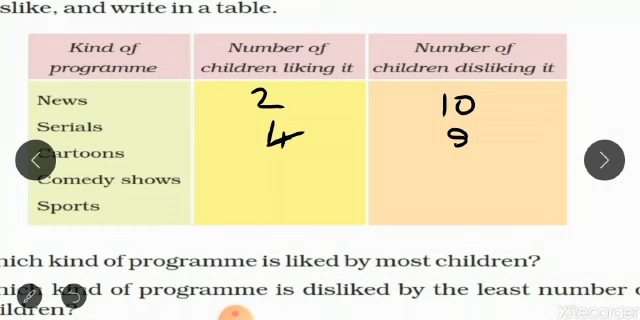 slike, and write in a table.
Kind of programme Number of children liking it Number of children disliking it
News 2 10
Serials 4 9
Cartoons
Comedy shows
Sports
hich kind of programme is liked by most children?
hich kind of programme is disliked by the least number o
ildren?
XRecorder